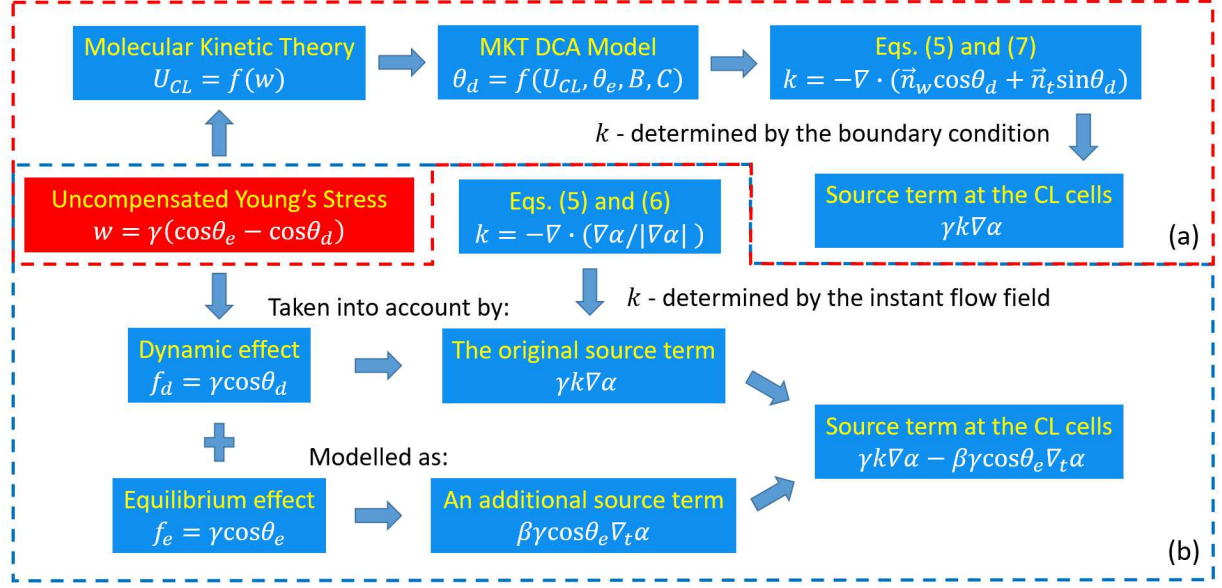 Molecular Kinetic Theory
U_CL = f(w)
MKT DCA Model
θ_d = f(U_CL, θ_e, B, C)
Eqs. (5) and (7)
k = −∇ · (n⃗_w cosθ_d + n⃗_t sinθ_d)
k - determined by the boundary condition
Uncompensated Young's Stress
w = γ(cosθ_e − cosθ_d)
Eqs. (5) and (6)
k = −∇ · (∇α/|∇α| )
Source term at the CL cells
γk∇α
(a)
k - determined by the instant flow field
Taken into account by:
Dynamic effect
f_d = γcosθ_d
The original source term
γk∇α
Source term at the CL cells
γk∇α − βγcosθ_e∇_tα
Modelled as:
Equilibrium effect
f_e = γcosθ_e
An additional source term
βγcosθ_e∇_tα
(b)